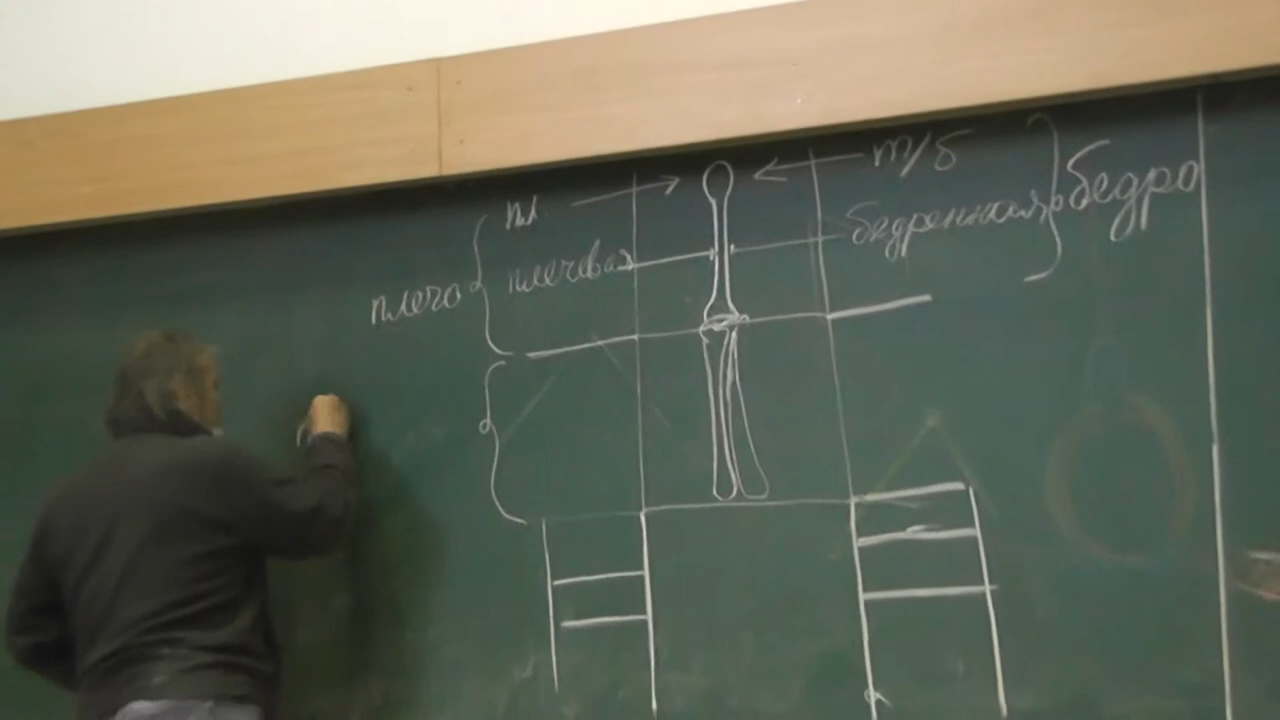 пл.
т/б
плечо
плечевая
бедренная
бедро